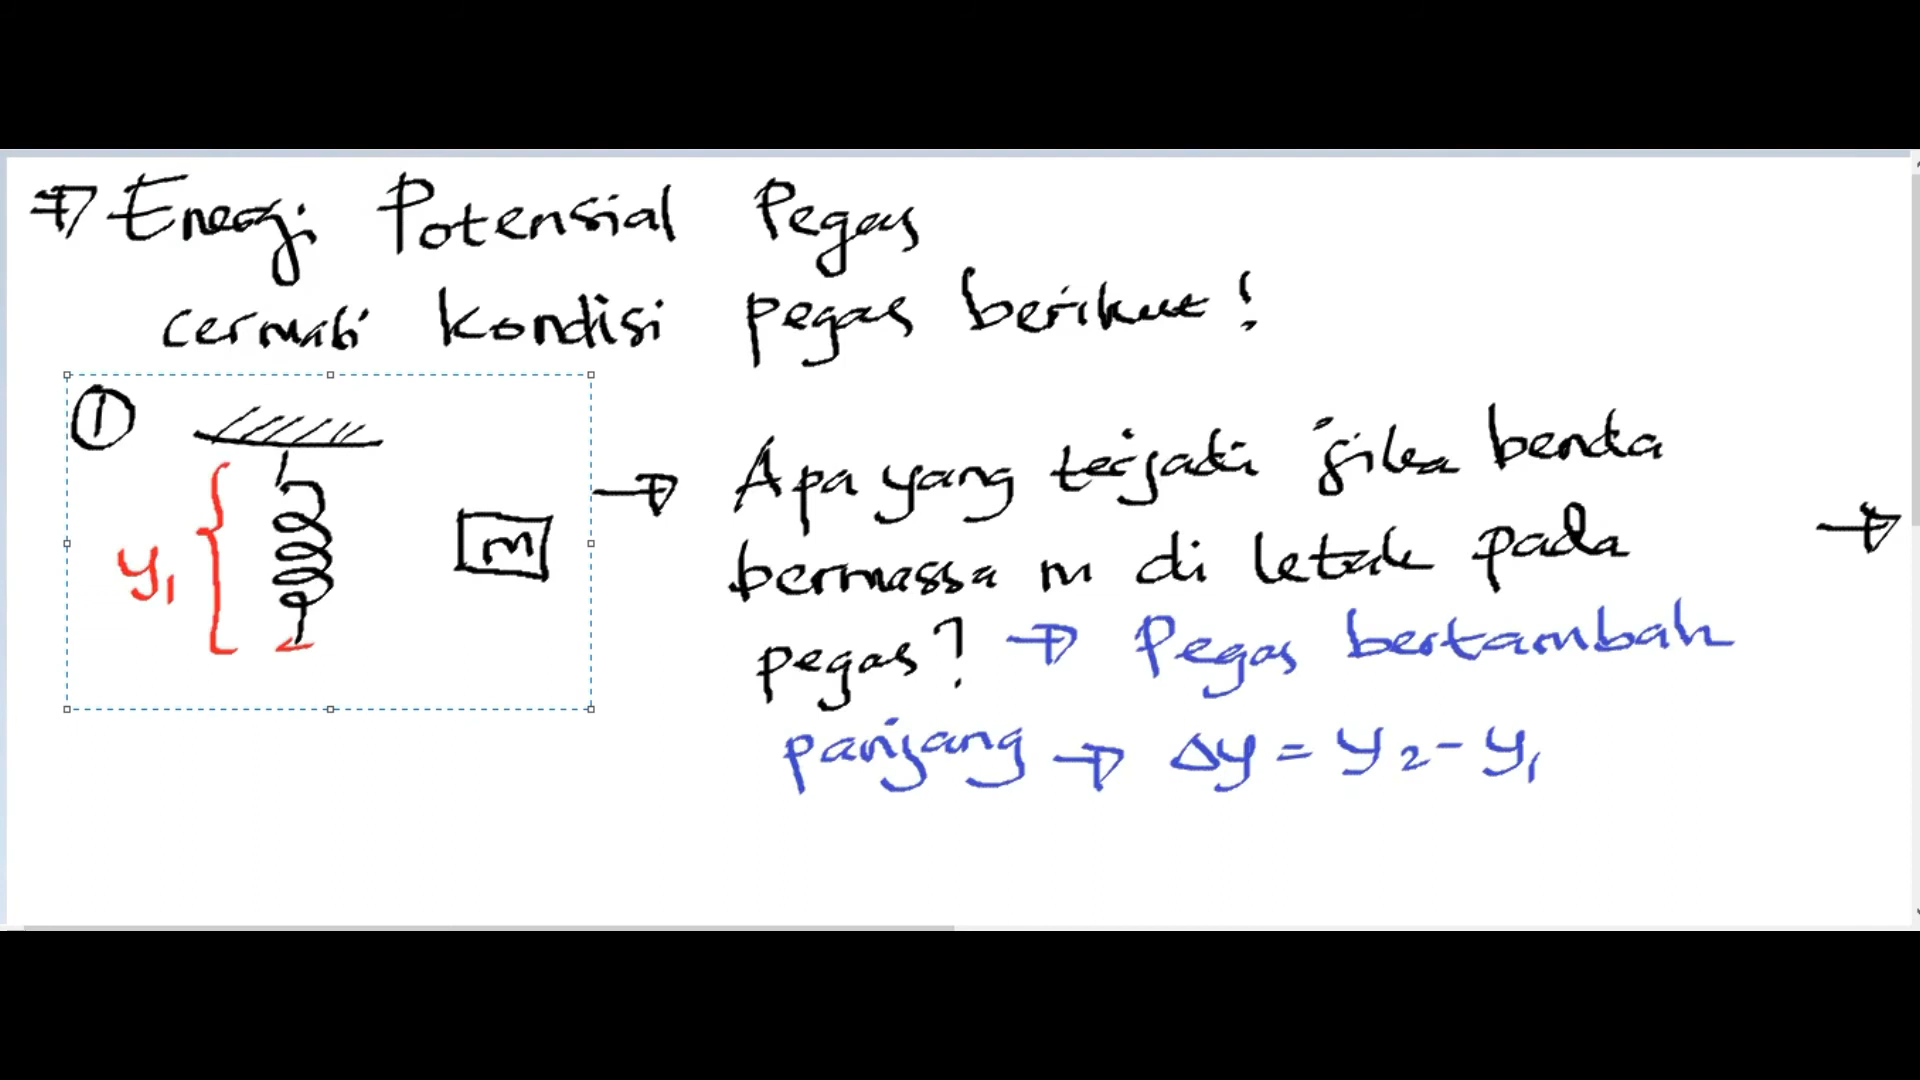 ⇒ Energi Potensial Pegas
cermati kondisi pegas berikut!
①
y₁
m
→ Apa yang terjadi jika benda
bermassa m di letak pada →
pegas? → Pegas bertambah
panjang → Δy = y₂ - y₁